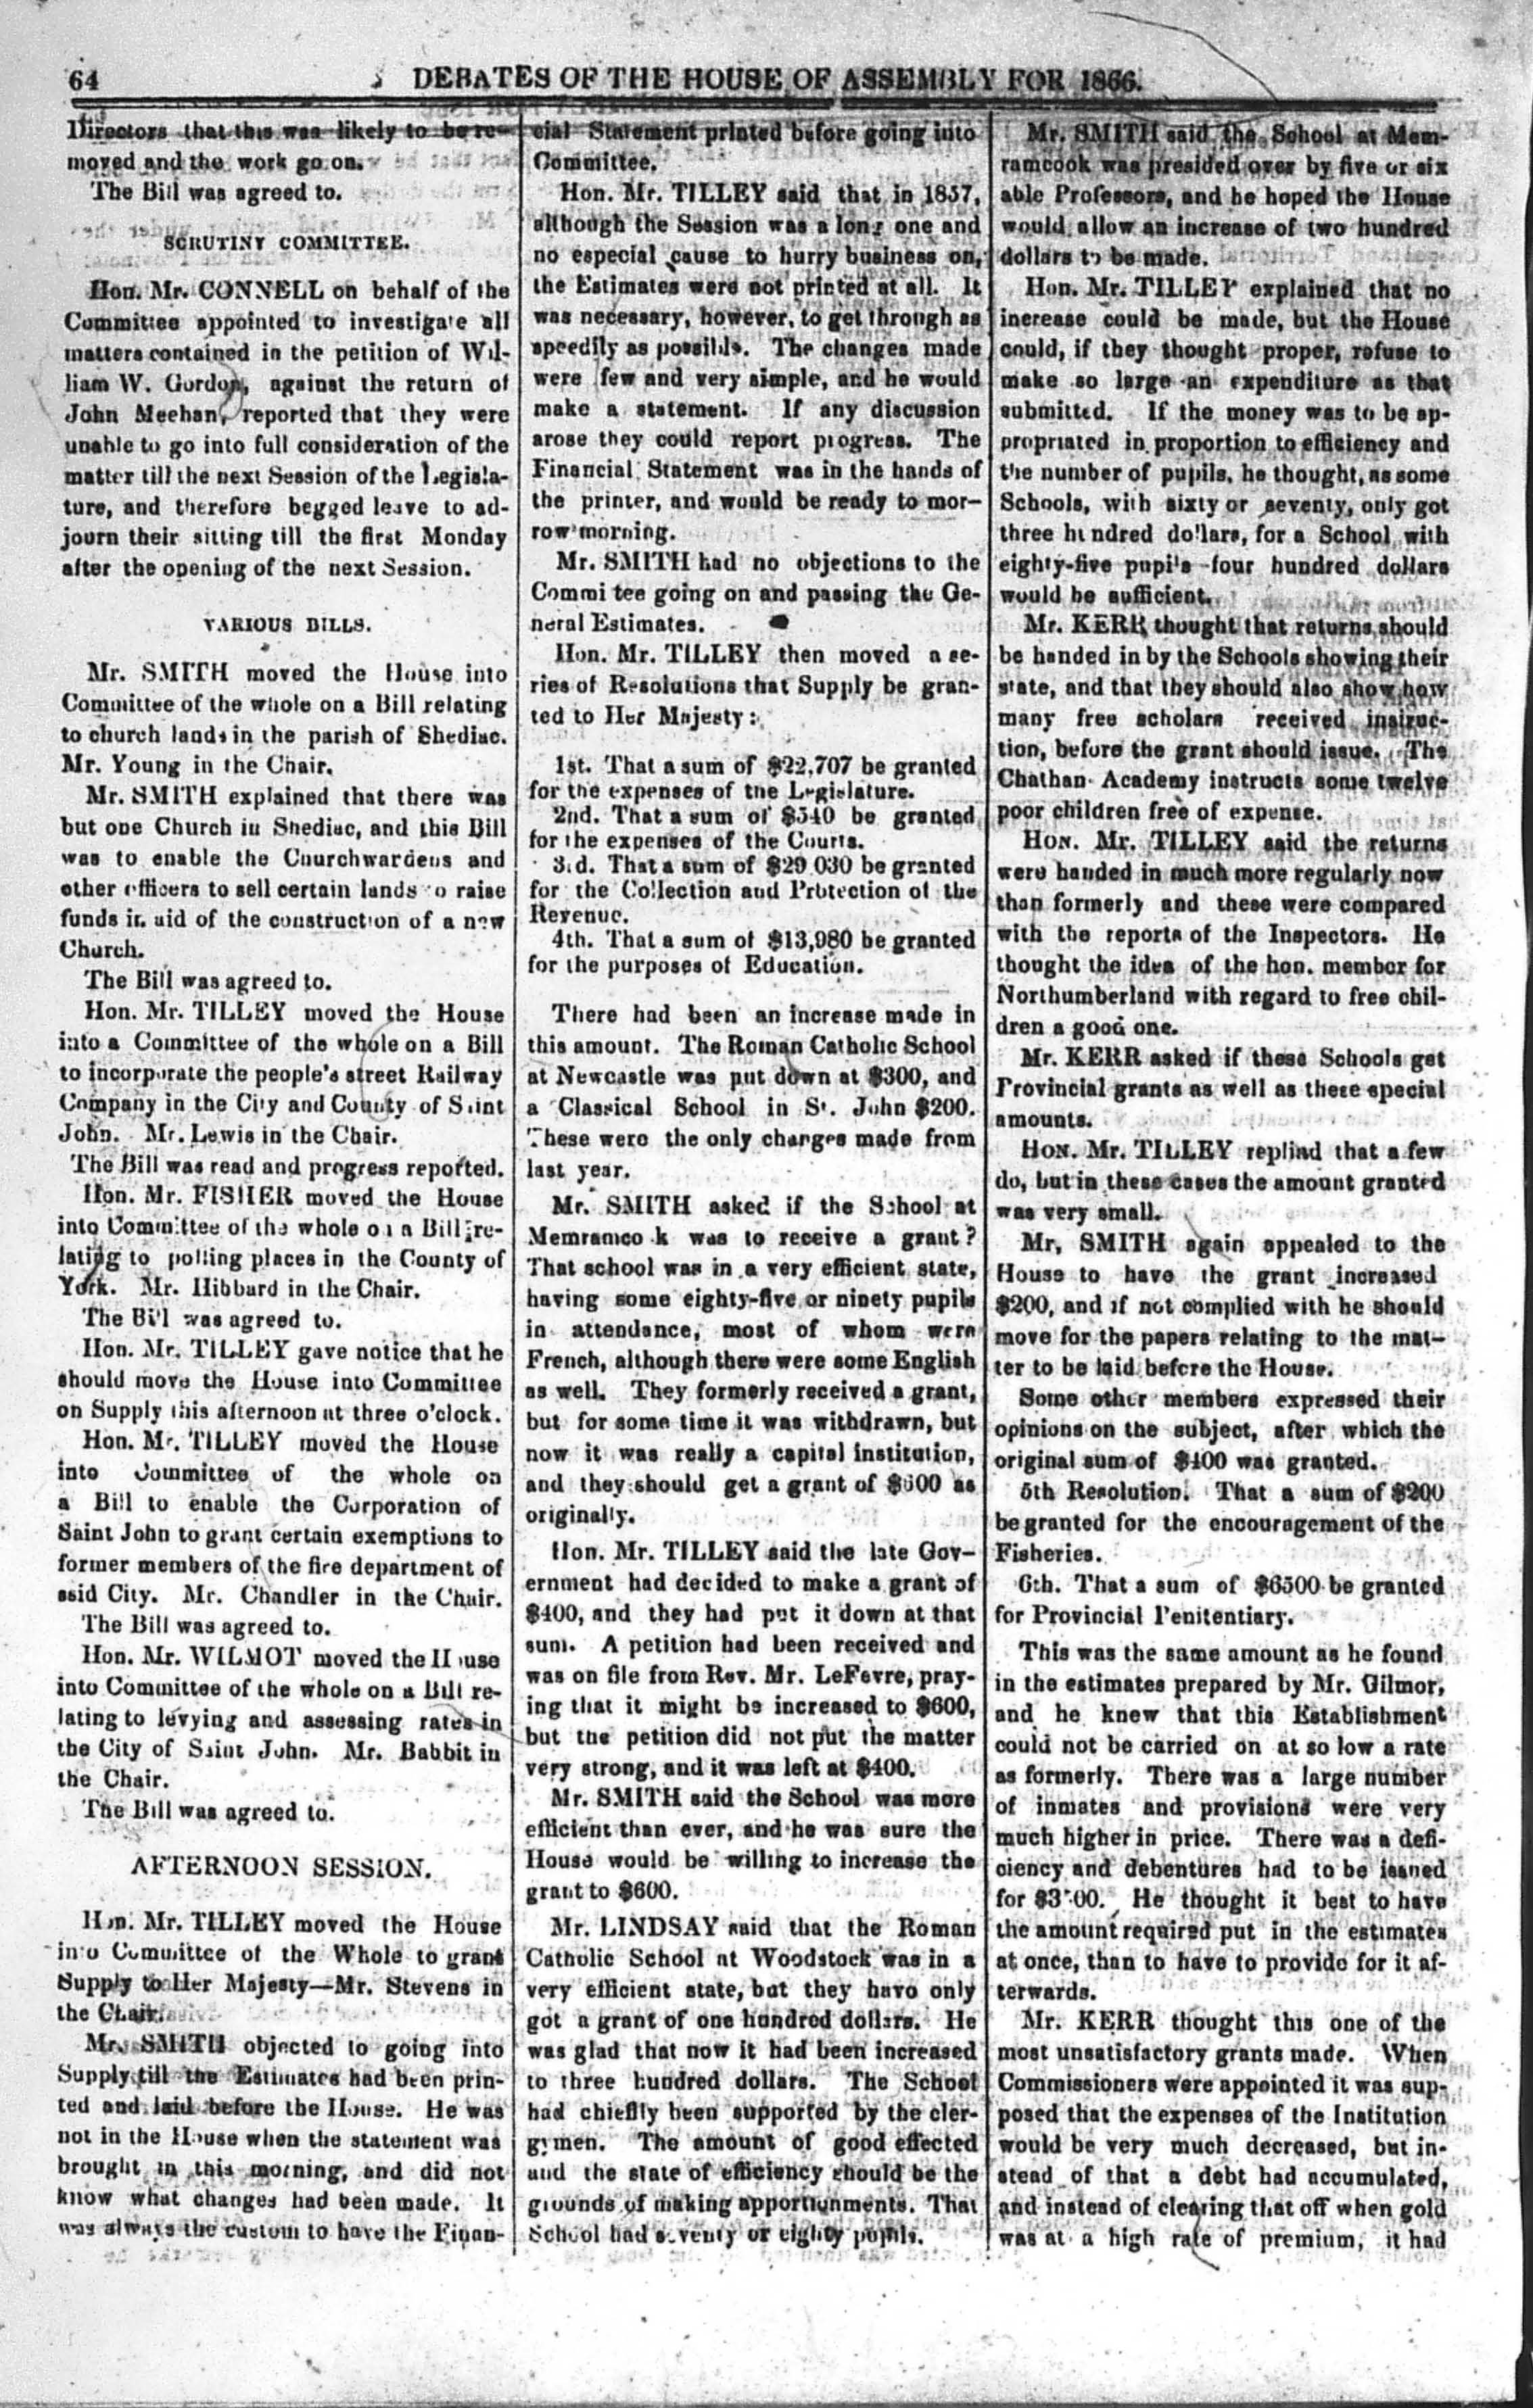 64 DEBATES OF THE HOUSE OF ASSEMBLY FOR 1866.
Directors that this was likely to be re-
moved and the work go on.
The Bill was agreed to.
SCRUTINY COMMITTEE.
Hon. Mr. CONNELL on behalf of the
Committee appointed to investigate all
matters contained in the petition of Wil-
liam W. Gordon, against the return of
John Meehan, reported that they were
unable to go into full consideration of the
matter till the next Session of the Legisla-
ture, and therefore begged leave to ad-
journ their sitting till the first Monday
after the opening of the next Session.
VARIOUS BILLS.
Mr. SMITH moved the House into
Committee of the whole on a Bill relating
to church lands in the parish of Shediac.
Mr. Young in the Chair.
Mr. SMITH explained that there was
but one Church in Shediac, and this Bill
was to enable the Churchwardens and
other officers to sell certain lands to raise
funds in aid of the construction of a new
Church.
The Bill was agreed to.
Hon. Mr. TILLEY moved the House
into a Committee of the whole on a Bill
to incorporate the people's street Railway
Company in the City and County of Saint
John. Mr. Lewis in the Chair.
The Bill was read and progress reported.
Hon. Mr. FISHER moved the House
into Committee of the whole on a Bill re-
lating to polling places in the County of
York. Mr. Hibbard in the Chair.
The Bill was agreed to.
Hon. Mr. TILLEY gave notice that he
should move the House into Committee
on Supply this afternoon at three o'clock.
Hon. Mr. TILLEY moved the House
into Committee of the whole on
a Bill to enable the Corporation of
Saint John to grant certain exemptions to
former members of the fire department of
said City. Mr. Chandler in the Chair.
The Bill was agreed to.
Hon. Mr. WILMOT moved the House
into Committee of the whole on a Bill re-
lating to levying and assessing rates in
the City of Saint John. Mr. Babbit in
the Chair.
The Bill was agreed to.
AFTERNOON SESSION.
Hon. Mr. TILLEY moved the House
into Committee of the Whole to grant
Supply to Her Majesty—Mr. Stevens in
the Chair.
Mr. SMITH objected to going into
Supply till the Estimates had been prin-
ted and laid before the House. He was
not in the House when the statement was
brought in this morning, and did not
know what changes had been made. It
was always the custom to have the Finan-
cial Statement printed before going into
Committee.
Hon. Mr. TILLEY said that in 1857,
although the Session was a long one and
no especial cause to hurry business on,
the Estimates were not printed at all. It
was necessary, however, to get through as
speedily as possible. The changes made
were few and very simple, and he would
make a statement. If any discussion
arose they could report progress. The
Financial Statement was in the hands of
the printer, and would be ready to mor-
row morning.
Mr. SMITH had no objections to the
Commi tee going on and passing the Ge-
neral Estimates.
Hon. Mr. TILLEY then moved a se-
ries of Resolutions that Supply be gran-
ted to Her Majesty:
1st. That a sum of $22,707 be granted
for the expenses of the Legislature.
2nd. That a sum of $540 be granted
for the expenses of the Courts.
3rd. That a sum of $29 030 be granted
for the Collection and Protection of the
Revenue.
4th. That a sum of $13,980 be granted
for the purposes of Education.
There had been an increase made in
this amount. The Roman Catholic School
at Newcastle was put down at $300, and
a Classical School in St. John $200.
These were the only changes made from
last year.
Mr. SMITH asked if the School at
Memramco k was to receive a grant?
That school was in a very efficient state,
having some eighty-five or ninety pupils
in attendance, most of whom were
French, although there were some English
as well. They formerly received a grant,
but for some time it was withdrawn, but
now it was really a capital institution,
and they should get a grant of $600 as
originally.
Hon. Mr. TILLEY said the late Gov-
ernment had decided to make a grant of
$400, and they had put it down at that
sum. A petition had been received and
was on file from Rev. Mr. LeFevre, pray-
ing that it might be increased to $600,
but the petition did not put the matter
very strong, and it was left at $400.
Mr. SMITH said the School was more
efficient than ever, and he was sure the
House would be willing to increase the
grant to $600.
Mr. LINDSAY said that the Roman
Catholic School at Woodstock was in a
very efficient state, but they have only
got a grant of one hundred dollars. He
was glad that now it had been increased
to three hundred dollars. The School
had chieflly been supported by the cler-
gymen. The amount of good effected
and the state of efficiency should be the
grounds of making apportionments. That
School had seventy or eighty pupils.
Mr. SMITH said the School at Mem-
ramcook was presided over by five or six
able Professors, and he hoped the House
would allow an increase of two hundred
dollars to be made.
Hon. Mr. TILLEY explained that no
increase could be made, but the House
could, if they thought proper, refuse to
make so large an expenditure as that
submitted. If the money was to be ap-
propriated in proportion to efficiency and
the number of pupils, he thought, as some
Schools, with sixty or seventy, only got
three hundred dollars, for a School with
eighty-five pupils four hundred dollars
would be sufficient.
Mr. KERR thought that returns should
be handed in by the Schools showing their
state, and that they should also show how
many free scholars received instruc-
tion, before the grant should issue. The
Chathan Academy instructs some twelve
poor children free of expense.
HON. Mr. TILLEY said the returns
were handed in much more regularly now
than formerly and these were compared
with the reports of the Inspectors. He
thought the idea of the hon. member for
Northumberland with regard to free chil-
dren a good one.
Mr. KERR asked if these Schools get
Provincial grants as well as these special
amounts.
HON. Mr. TILLEY replind that a few
do, but in these cases the amount granted
was very small.
Mr. SMITH again appealed to the
House to have the grant increased
$200, and if not complied with he should
move for the papers relating to the mat-
ter to be laid before the House.
Some other members expressed their
opinions on the subject, after which the
original sum of $400 was granted.
5th Resolution. That a sum of $200
be granted for the encouragement of the
Fisheries.
6th. That a sum of $6500 be granted
for Provincial Penitentiary.
This was the same amount as he found
in the estimates prepared by Mr. Gilmor,
and he knew that this Establishment
could not be carried on at so low a rate
as formerly. There was a large number
of inmates and provisions were very
much higher in price. There was a defi-
ciency and debentures had to be issued
for He thought it best to have
the amount required put in the estimates
at once, than to have to provide for it af-
terwards.
Mr. KERR thought this one of the
most unsatisfactory grants made. When
Commissioners were appointed it was sup-
posed that the expenses of the Institution
would be very much decreased, but in-
stead of that a debt had accumulated,
and instead of clearing that off when gold
was at a high rate of premium, it had